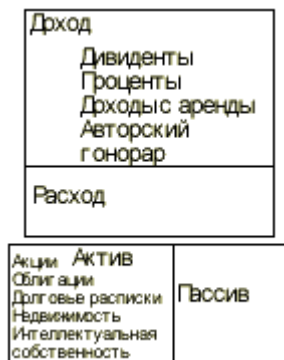 Доход
Дивиденты
Проценты
Доходы с аренды
Авторский
гонорар
Расход
Актив
Акции
Облигации
Долговые расписки
Недвижимость
Интеллектуальная
собственность
Пассив